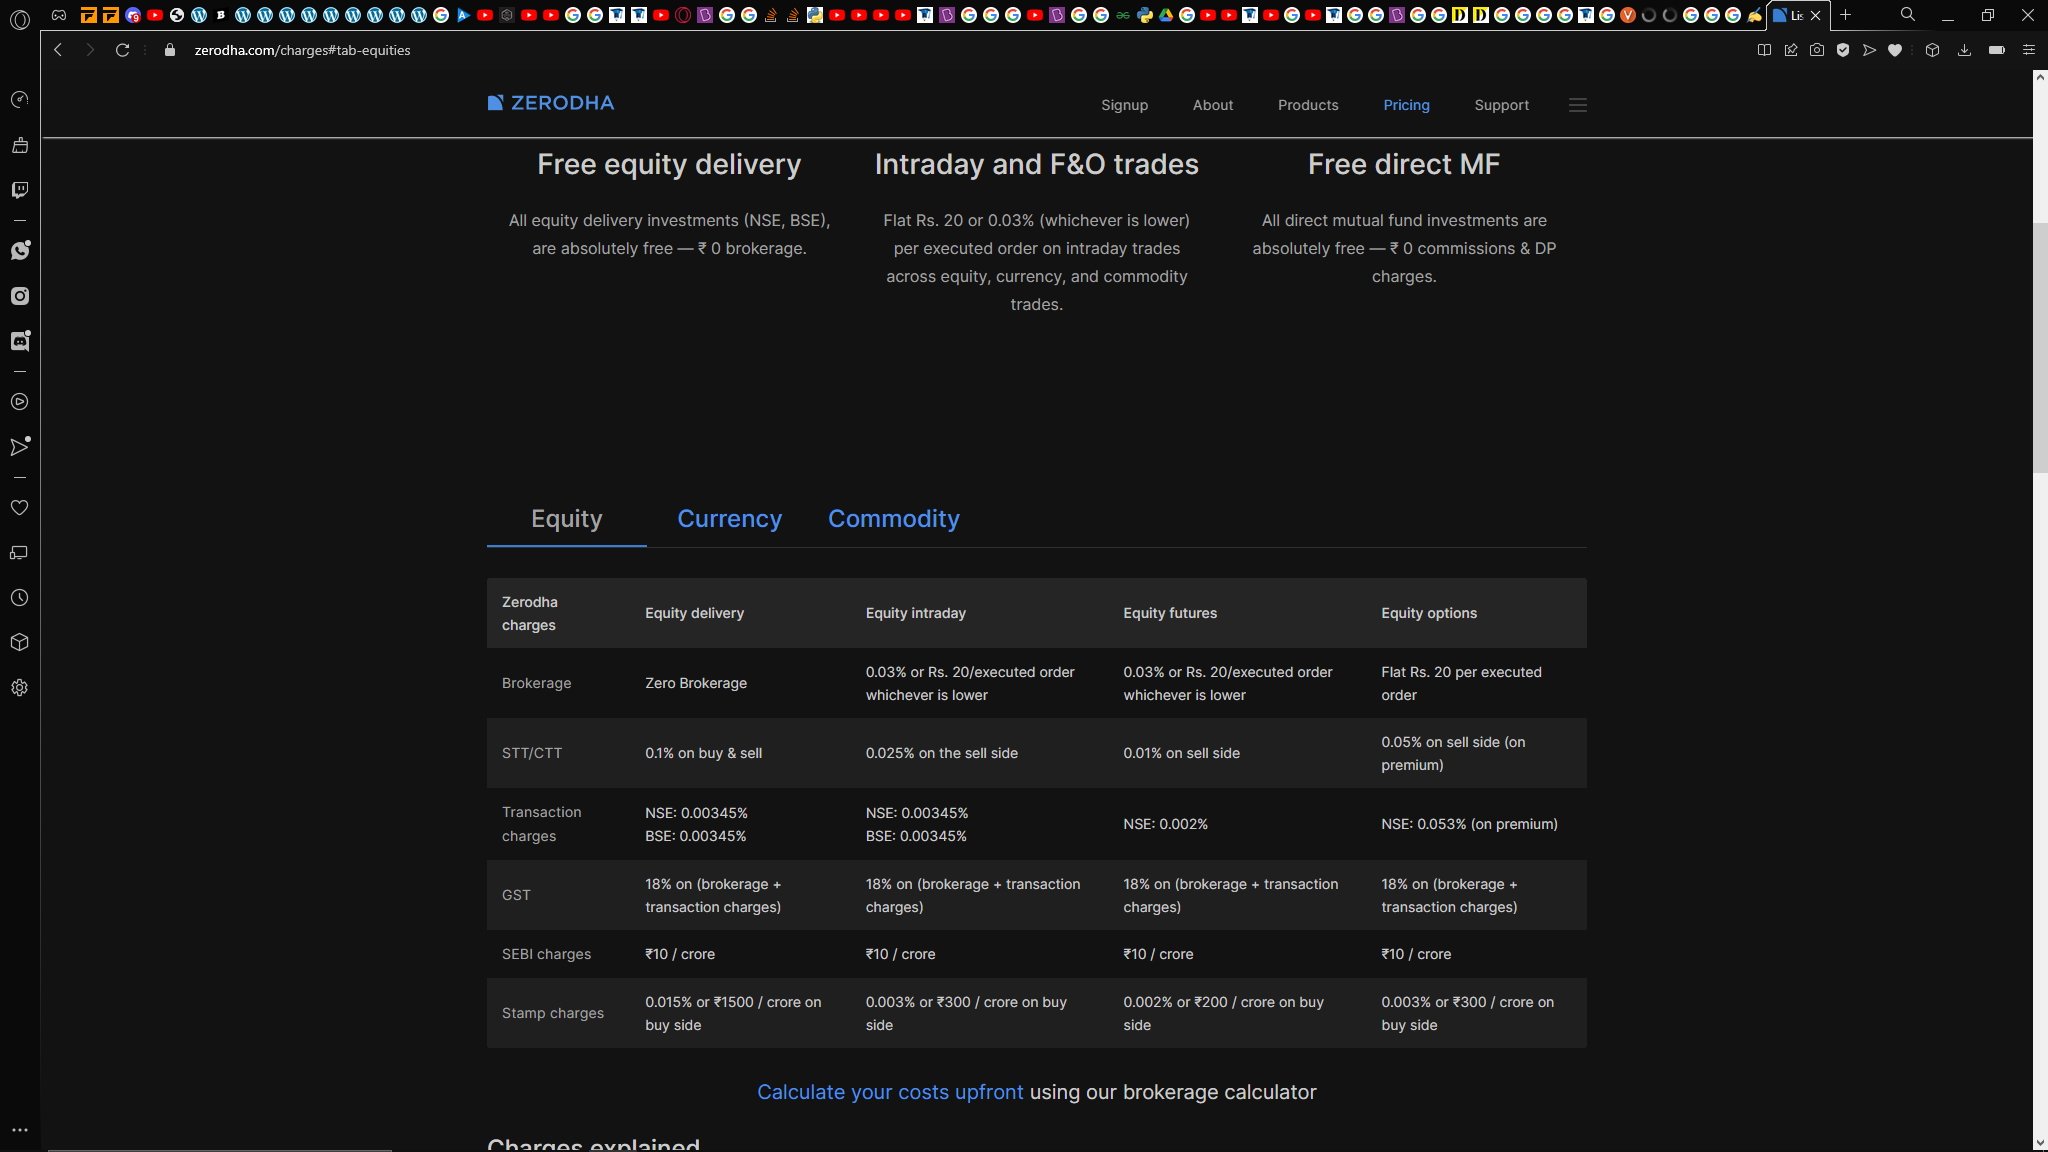 Lis
zerodha.com/charges#tab-equities
ZERODHA
Signup About Products Pricing Support
Free equity delivery
All equity delivery investments (NSE, BSE),
are absolutely free — ₹ 0 brokerage.
Intraday and F&O trades
Flat Rs. 20 or 0.03% (whichever is lower)
per executed order on intraday trades
across equity, currency, and commodity
trades.
Free direct MF
All direct mutual fund investments are
absolutely free — ₹ 0 commissions & DP
charges.
Equity Currency Commodity
Zerodha
charges
Equity delivery
Equity intraday
Equity futures
Equity options
Brokerage
Zero Brokerage
0.03% or Rs. 20/executed order
whichever is lower
0.03% or Rs. 20/executed order
whichever is lower
Flat Rs. 20 per executed
order
STT/CTT
0.1% on buy & sell
0.025% on the sell side
0.01% on sell side
0.05% on sell side (on
premium)
Transaction
charges
NSE: 0.00345%
BSE: 0.00345%
NSE: 0.00345%
BSE: 0.00345%
NSE: 0.002%
NSE: 0.053% (on premium)
GST
18% on (brokerage +
transaction charges)
18% on (brokerage + transaction
charges)
18% on (brokerage + transaction
charges)
18% on (brokerage +
transaction charges)
SEBI charges
₹10 / crore
₹10 / crore
₹10 / crore
₹10 / crore
Stamp charges
0.015% or ₹1500 / crore on
buy side
0.003% or ₹300 / crore on buy
side
0.002% or ₹200 / crore on buy
side
0.003% or ₹300 / crore on
buy side
Calculate your costs upfront using our brokerage calculator
Charges explained